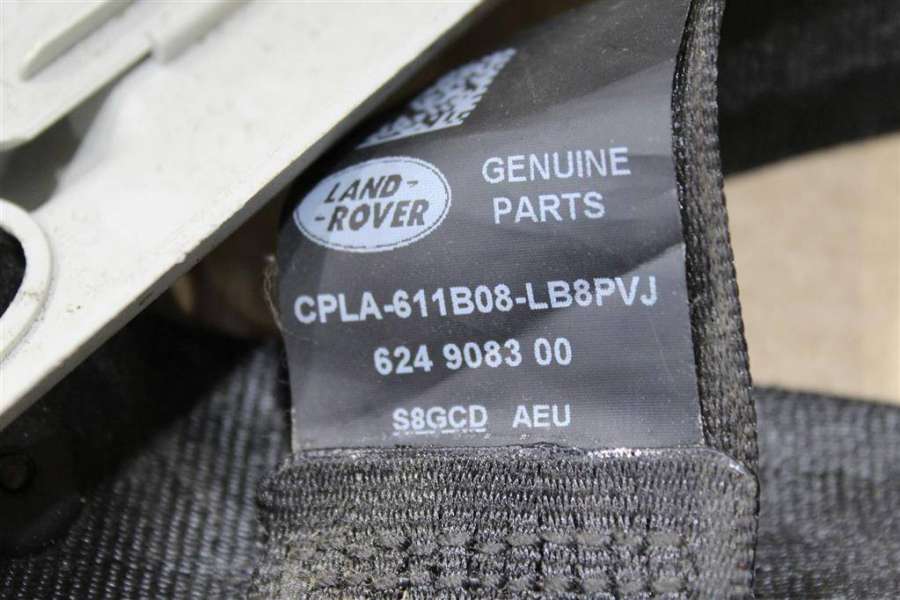 LAND-
-ROVER
GENUINE
PARTS
CPLA-611B08-LB8PVJ
624 9083 00
S8GCD AEU